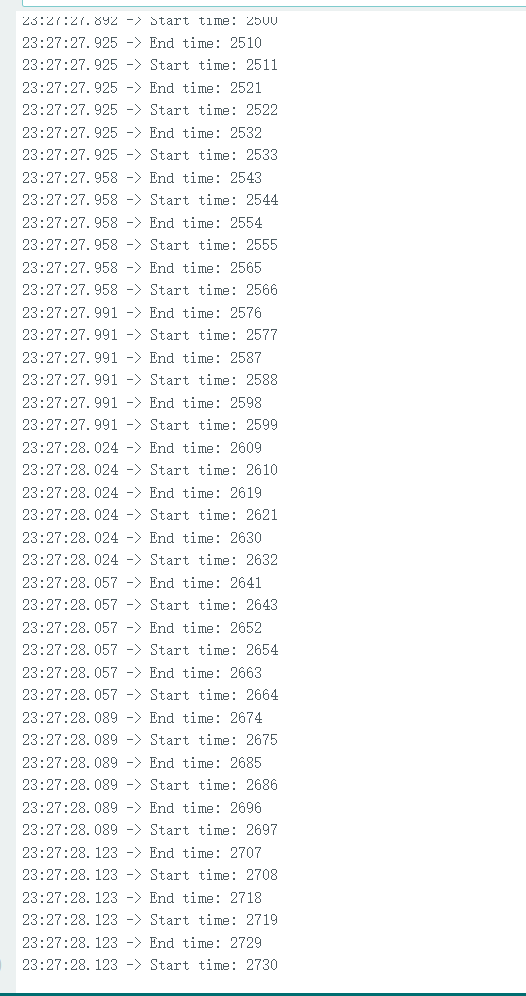 23:27:27.892 -> Start time: 2500
23:27:27.925 -> End time: 2510
23:27:27.925 -> Start time: 2511
23:27:27.925 -> End time: 2521
23:27:27.925 -> Start time: 2522
23:27:27.925 -> End time: 2532
23:27:27.925 -> Start time: 2533
23:27:27.958 -> End time: 2543
23:27:27.958 -> Start time: 2544
23:27:27.958 -> End time: 2554
23:27:27.958 -> Start time: 2555
23:27:27.958 -> End time: 2565
23:27:27.958 -> Start time: 2566
23:27:27.991 -> End time: 2576
23:27:27.991 -> Start time: 2577
23:27:27.991 -> End time: 2587
23:27:27.991 -> Start time: 2588
23:27:27.991 -> End time: 2598
23:27:27.991 -> Start time: 2599
23:27:28.024 -> End time: 2609
23:27:28.024 -> Start time: 2610
23:27:28.024 -> End time: 2619
23:27:28.024 -> Start time: 2621
23:27:28.024 -> End time: 2630
23:27:28.024 -> Start time: 2632
23:27:28.057 -> End time: 2641
23:27:28.057 -> Start time: 2643
23:27:28.057 -> End time: 2652
23:27:28.057 -> Start time: 2654
23:27:28.057 -> End time: 2663
23:27:28.057 -> Start time: 2664
23:27:28.089 -> End time: 2674
23:27:28.089 -> Start time: 2675
23:27:28.089 -> End time: 2685
23:27:28.089 -> Start time: 2686
23:27:28.089 -> End time: 2696
23:27:28.089 -> Start time: 2697
23:27:28.123 -> End time: 2707
23:27:28.123 -> Start time: 2708
23:27:28.123 -> End time: 2718
23:27:28.123 -> Start time: 2719
23:27:28.123 -> End time: 2729
23:27:28.123 -> Start time: 2730